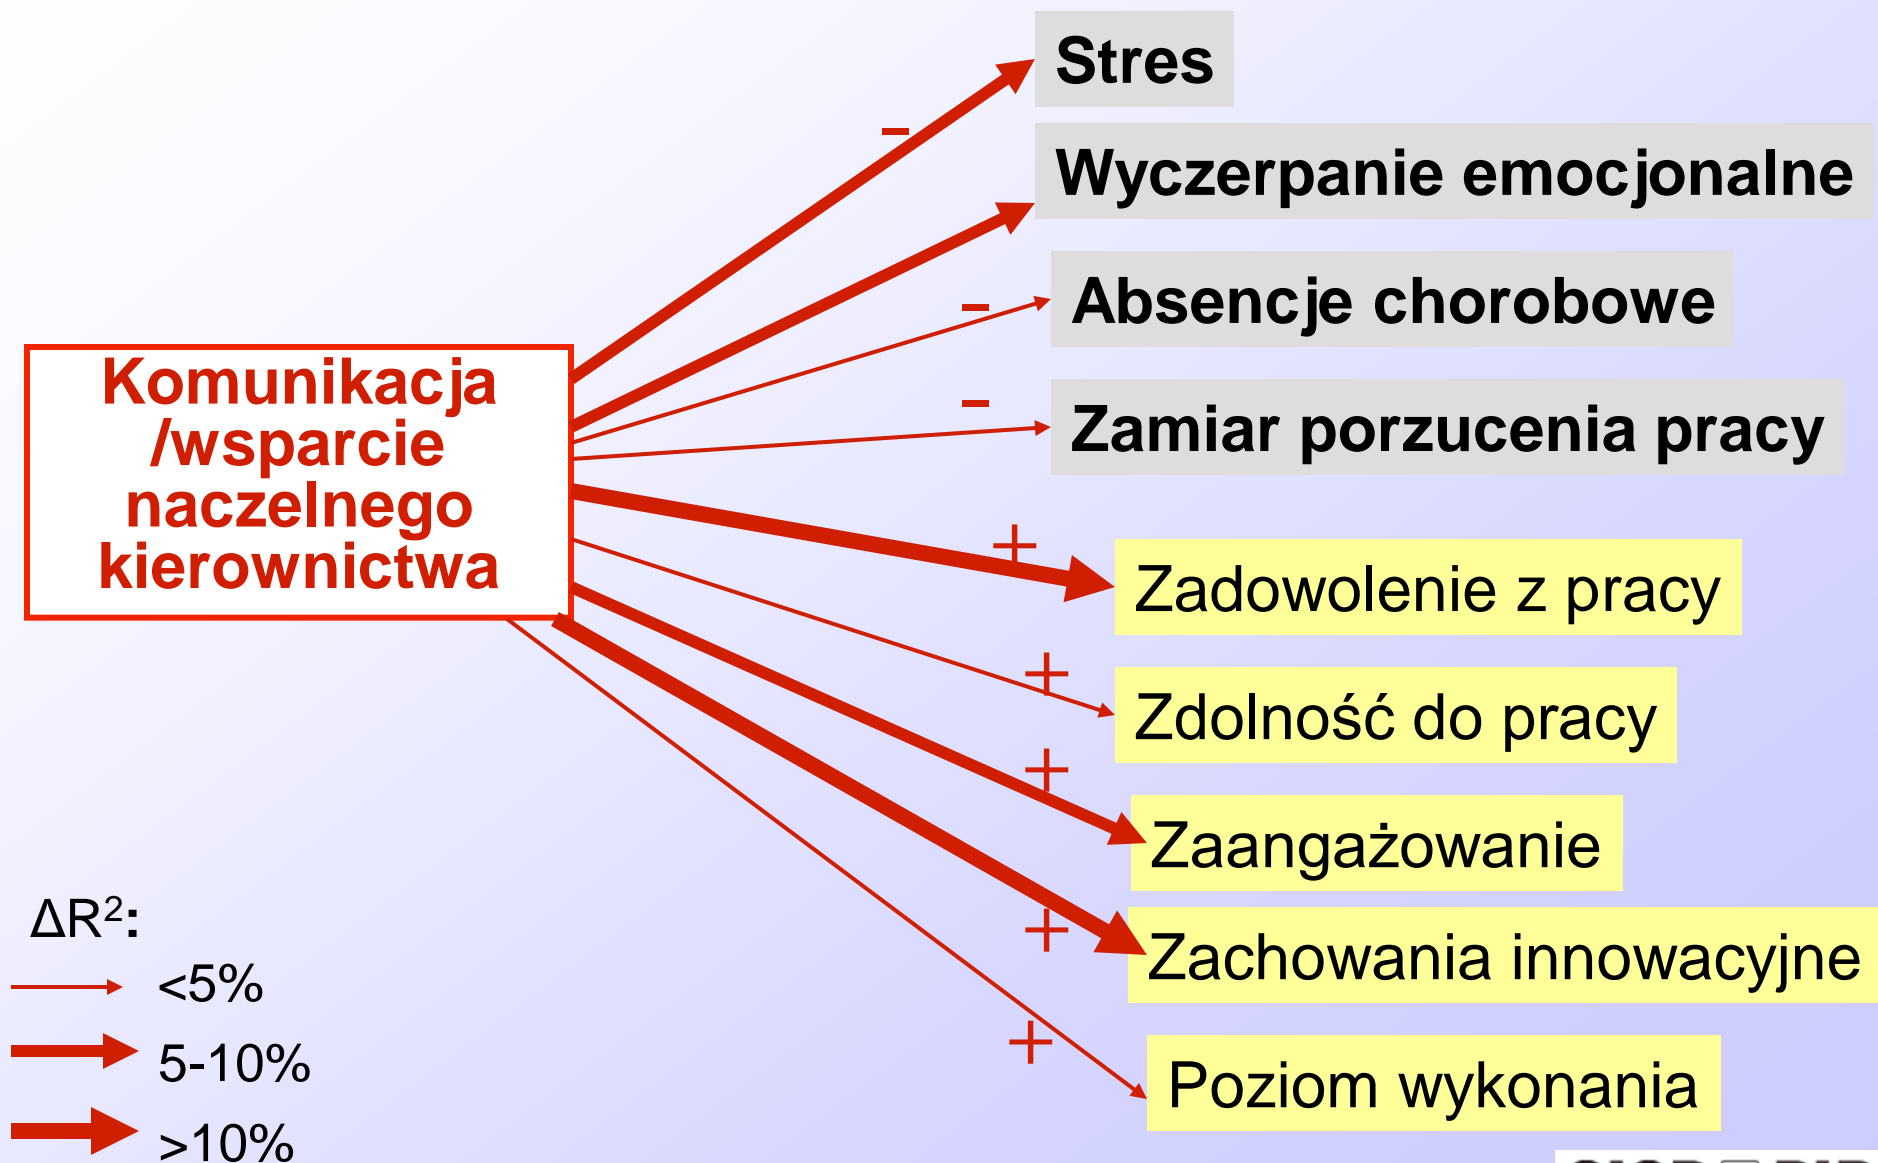 Stres
-
Wyczerpanie emocjonalne
Absencje chorobowe
-
Zamiar porzucenia pracy
-
Komunikacja
/wsparcie
naczelnego
kierownictwa
+
Zadowolenie z pracy
+
Zdolność do pracy
+
Zaangażowanie
+
Zachowania innowacyjne
+
Poziom wykonania
ΔR²:
<5%
5-10%
>10%